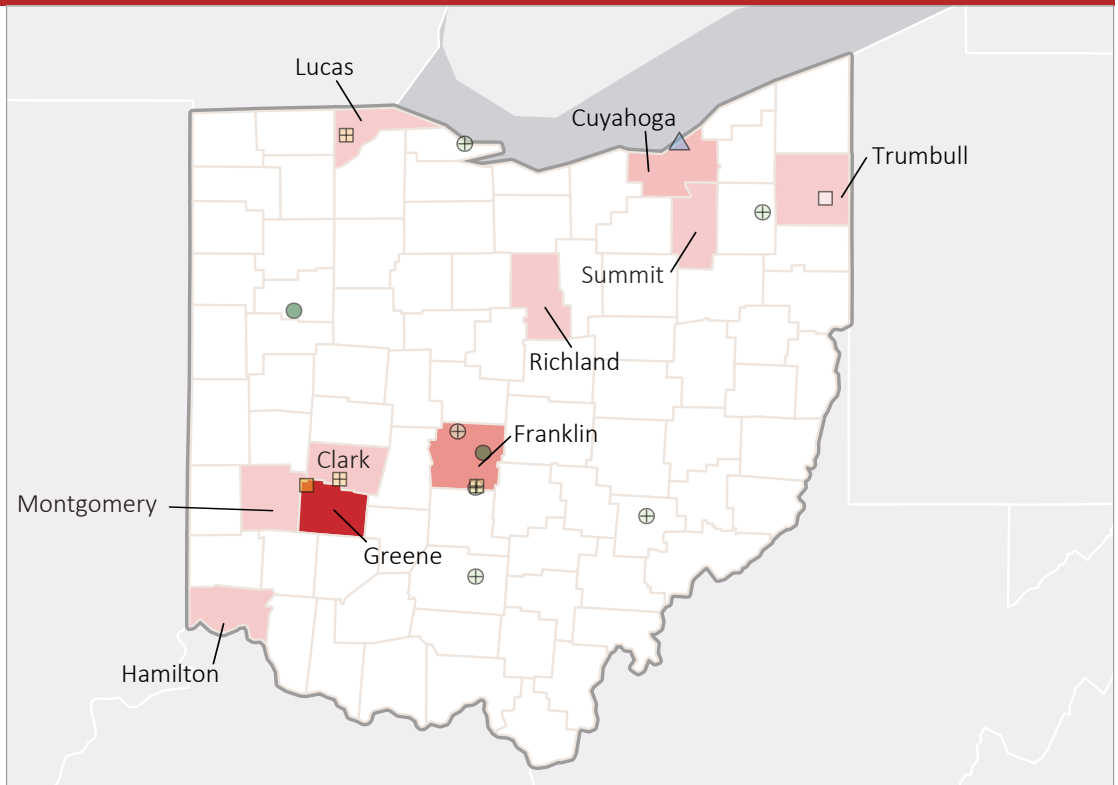 Lucas
Cuyahoga
Trumbull
Summit
Richland
Franklin
Clark
Montgomery
Greene
Hamilton